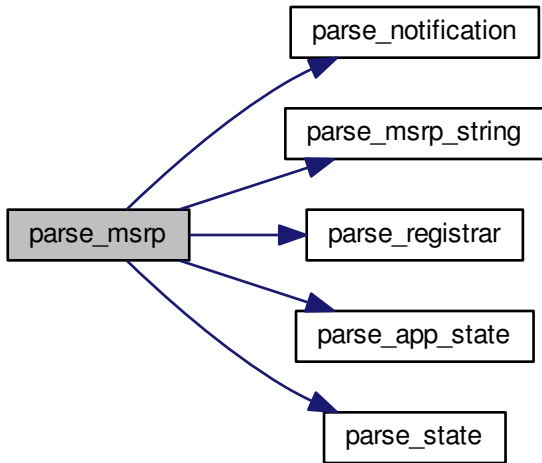 parse_notification
parse_msrp_string
parse_msrp
parse_registrar
parse_app_state
parse_state